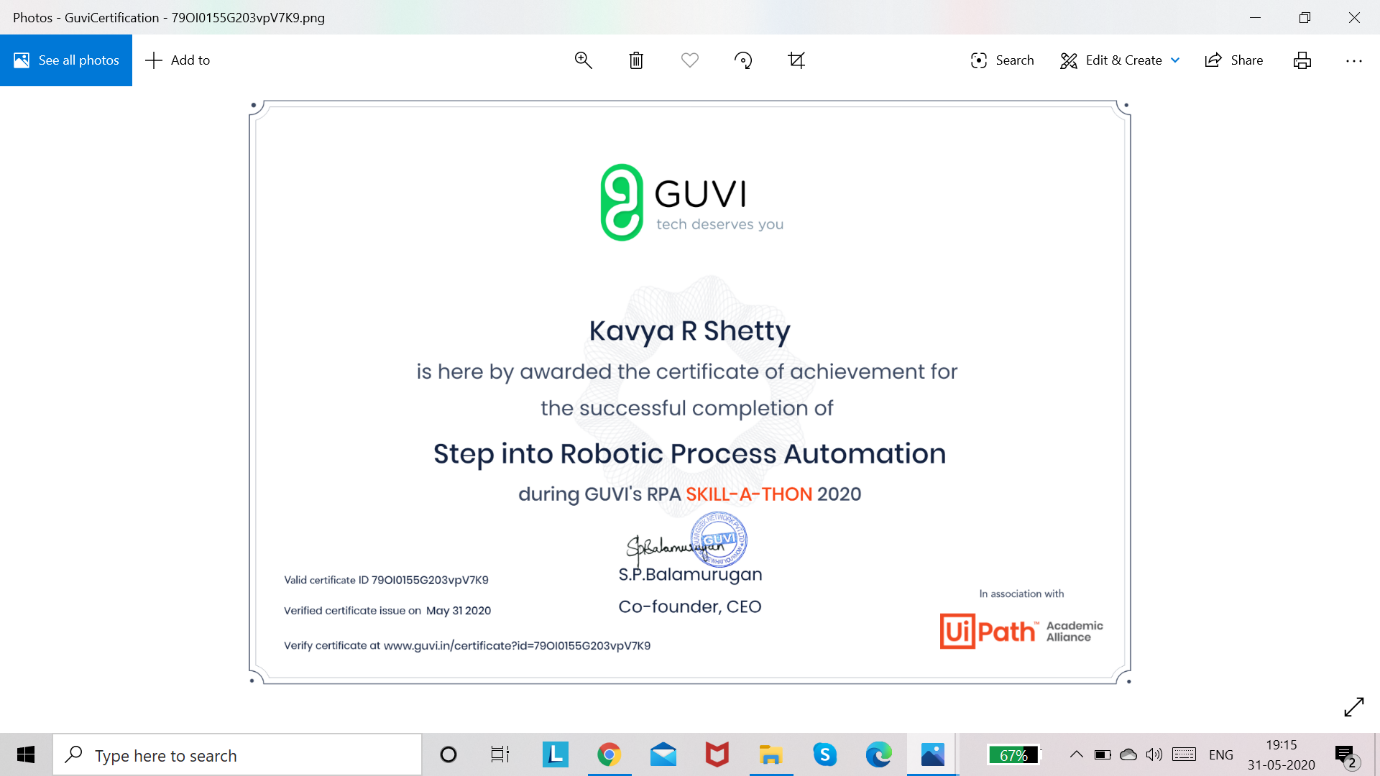 Photos - GuviCertification - 79OI0155G203vpV7K9.png
See all photos
Add to
Search
Edit & Create
Share
GUVI
tech deserves you
Kavya R Shetty
is here by awarded the certificate of achievement for
the successful completion of
Step into Robotic Process Automation
during GUVI's RPA SKILL-A-THON 2020
SpBalamurugan
GUVI
S.P.Balamurugan
Co-founder, CEO
Valid certificate ID 79OI0155G203vpV7K9
Verified certificate issue on May 31 2020
Verify certificate at www.guvi.in/certificate?id=79OI0155G203vpV7K9
In association with
UiPath™ Academic
Alliance
Type here to search
L
S
67%
ENG
19:15
31-05-2020
2